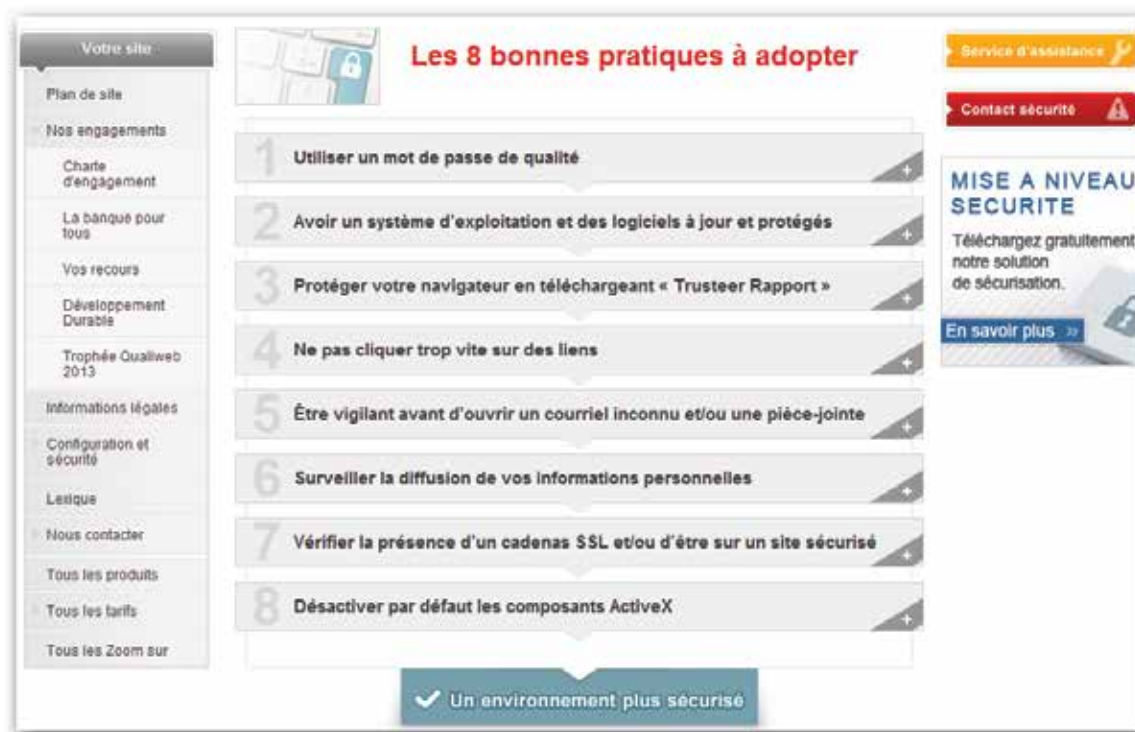 Votre site
Plan de site
Nos engagements
Charte
d'engagement
La banque pour
tous
Vos recours
Développement
Durable
Trophée Qualiweb
2013
Informations légales
Configuration et
sécurité
Lexique
Nous contacter
Tous les produits
Tous les tarifs
Tous les Zoom sur
Les 8 bonnes pratiques à adopter
1 Utiliser un mot de passe de qualité
2 Avoir un système d'exploitation et des logiciels à jour et protégés
3 Protéger votre navigateur en téléchargeant « Trusteer Rapport »
4 Ne pas cliquer trop vite sur des liens
5 Être vigilant avant d'ouvrir un courriel inconnu et/ou une pièce-jointe
6 Surveiller la diffusion de vos informations personnelles
7 Vérifier la présence d'un cadenas SSL et/ou d'être sur un site sécurisé
8 Désactiver par défaut les composants ActiveX
Un environnement plus sécurisé
Service d'assistance
Contact sécurité
MISE A NIVEAU
SECURITE
Téléchargez gratuitement
notre solution
de sécurisation.
En savoir plus »